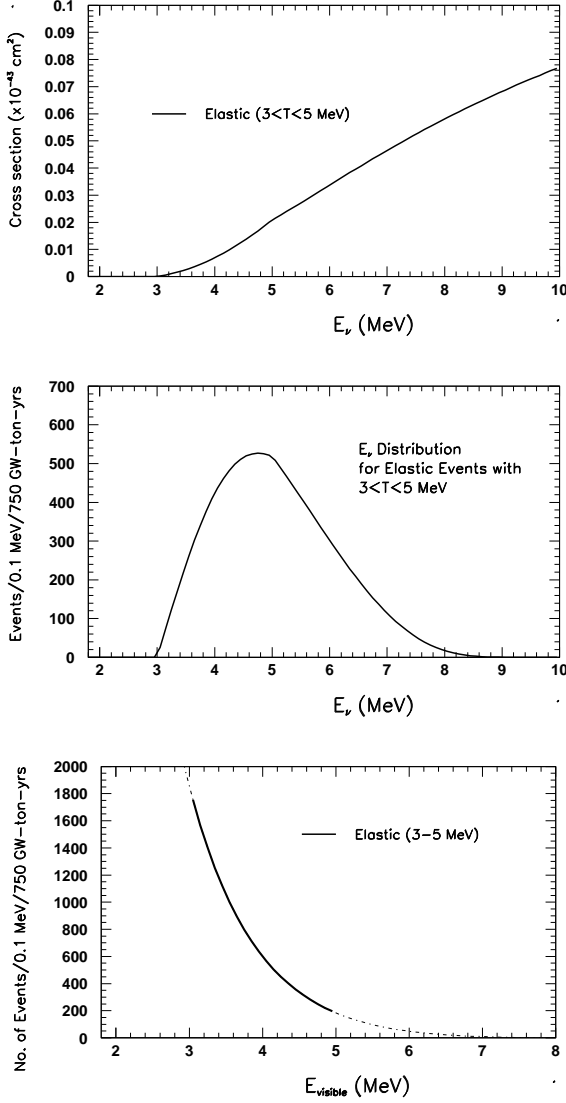 0.1
0.09
0.08
0.07
0.06
0.05
0.04
0.03
0.02
0.01
0
Cross section (x10⁻⁴³ cm²)
Elastic (3<T<5 MeV)
2 3 4 5 6 7 8 9 10
Eν (MeV)
700
600
500
400
300
200
100
0
Events/0.1 MeV/750 GW-ton-yrs
Eν Distribution
for Elastic Events with
3<T<5 MeV
2 3 4 5 6 7 8 9 10
Eν (MeV)
2000
1800
1600
1400
1200
1000
800
600
400
200
0
No. of Events/0.1 MeV/750 GW-ton-yrs
Elastic (3-5 MeV)
2 3 4 5 6 7 8
Evisible (MeV)